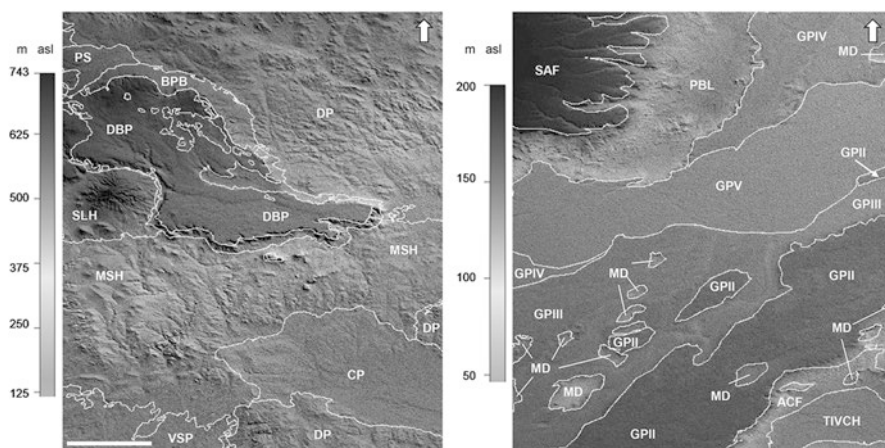 m asl
743
625
500
375
250
125
PS
BPB
DP
DBP
DBP
SLH
MSH
MSH
DP
CP
VSP
DP
m asl
200
150
100
50
SAF
PBL
GPIV
MD
GPII
GPV
GPIII
GPIV
MD
GPII
GPII
GPIII
GPII
MD
MD
MD
MD
ACF
GPII
TIVCH